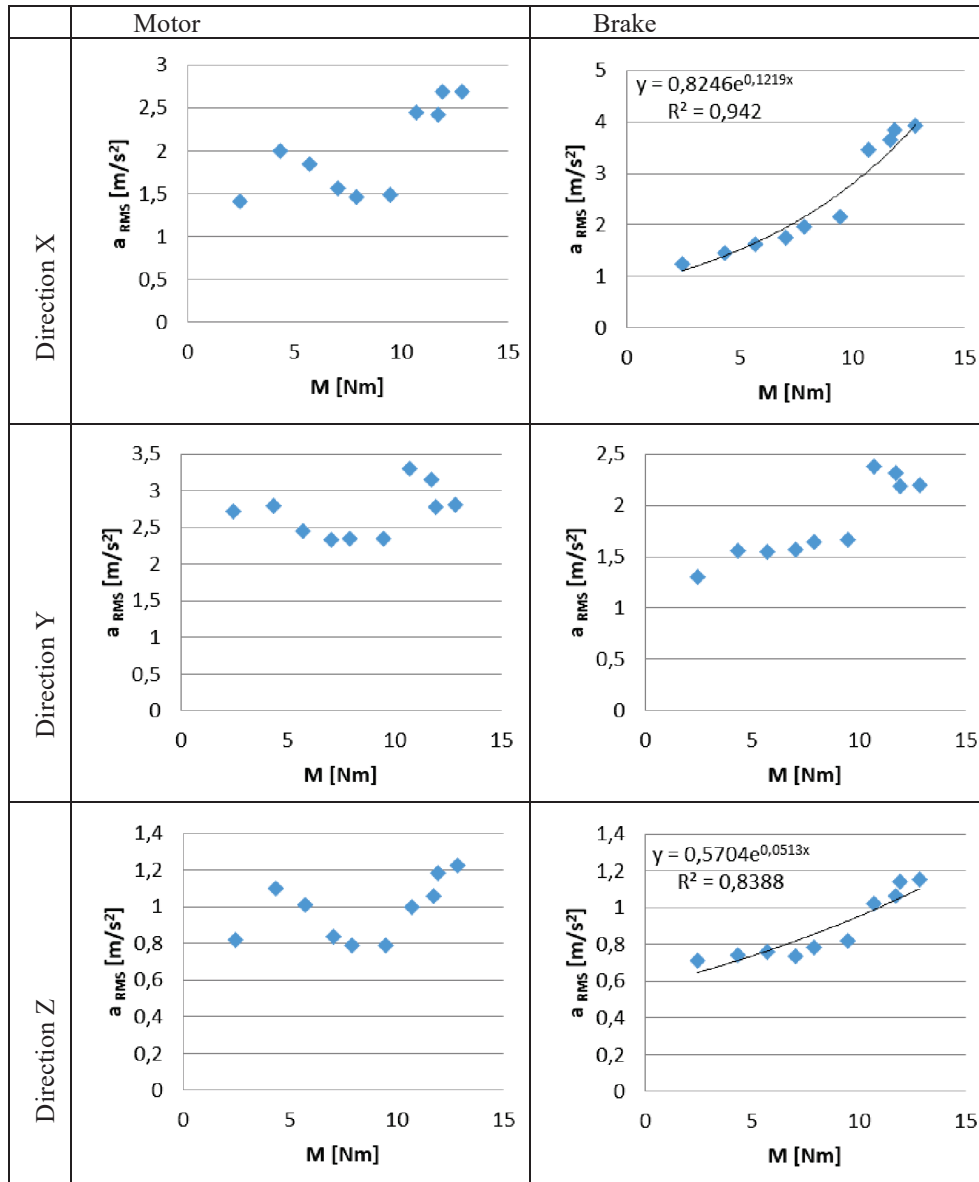 Motor Brake
Direction X
3
2,5
2
1,5
1
0,5
0
0 5 10 15
a RMS [m/s²]
M [Nm]
y = 0,8246e^0,1219x
R² = 0,942
5
4
3
2
1
0
0 5 10 15
a RMS [m/s²]
M [Nm]
Direction Y
3,5
3
2,5
2
1,5
1
0,5
0
0 5 10 15
a RMS [m/s²]
M [Nm]
2,5
2
1,5
1
0,5
0
0 5 10 15
a RMS [m/s²]
M [Nm]
Direction Z
1,4
1,2
1
0,8
0,6
0,4
0,2
0
0 5 10 15
a RMS [m/s²]
M [Nm]
y = 0,5704e^0,0513x
R² = 0,8388
1,4
1,2
1
0,8
0,6
0,4
0,2
0
0 5 10 15
a RMS [m/s²]
M [Nm]